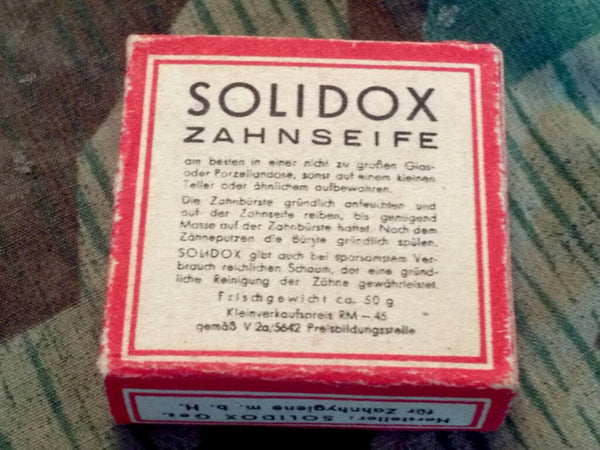 SOLIDOX
ZAHNSEIFE
am besten in einer nicht zu großen Glas-
oder Porzellandose, sonst auf einem kleinen
Teller oder ähnlichem aufbewahren.
Die Zahnbürste gründlich anfeuchten und
auf der Zahnseife reiben, bis genügend
Masse auf der Zahnbürste haftet. Nach dem
Zähneputzen die Bürste gründlich spülen.
SOLIDOX gibt auch bei sparsamstem Ver-
brauch reichlichen Schaum, der eine gründ-
liche Reinigung der Zähne gewährleistet.
Frischgewicht ca. 50 g
Kleinverkaufspreis RM –.45
gemäß V 2a/5642 Preisbildungsstelle
Hersteller: SOLIDOX Ges.
für Zahnhygiene m. b. H.